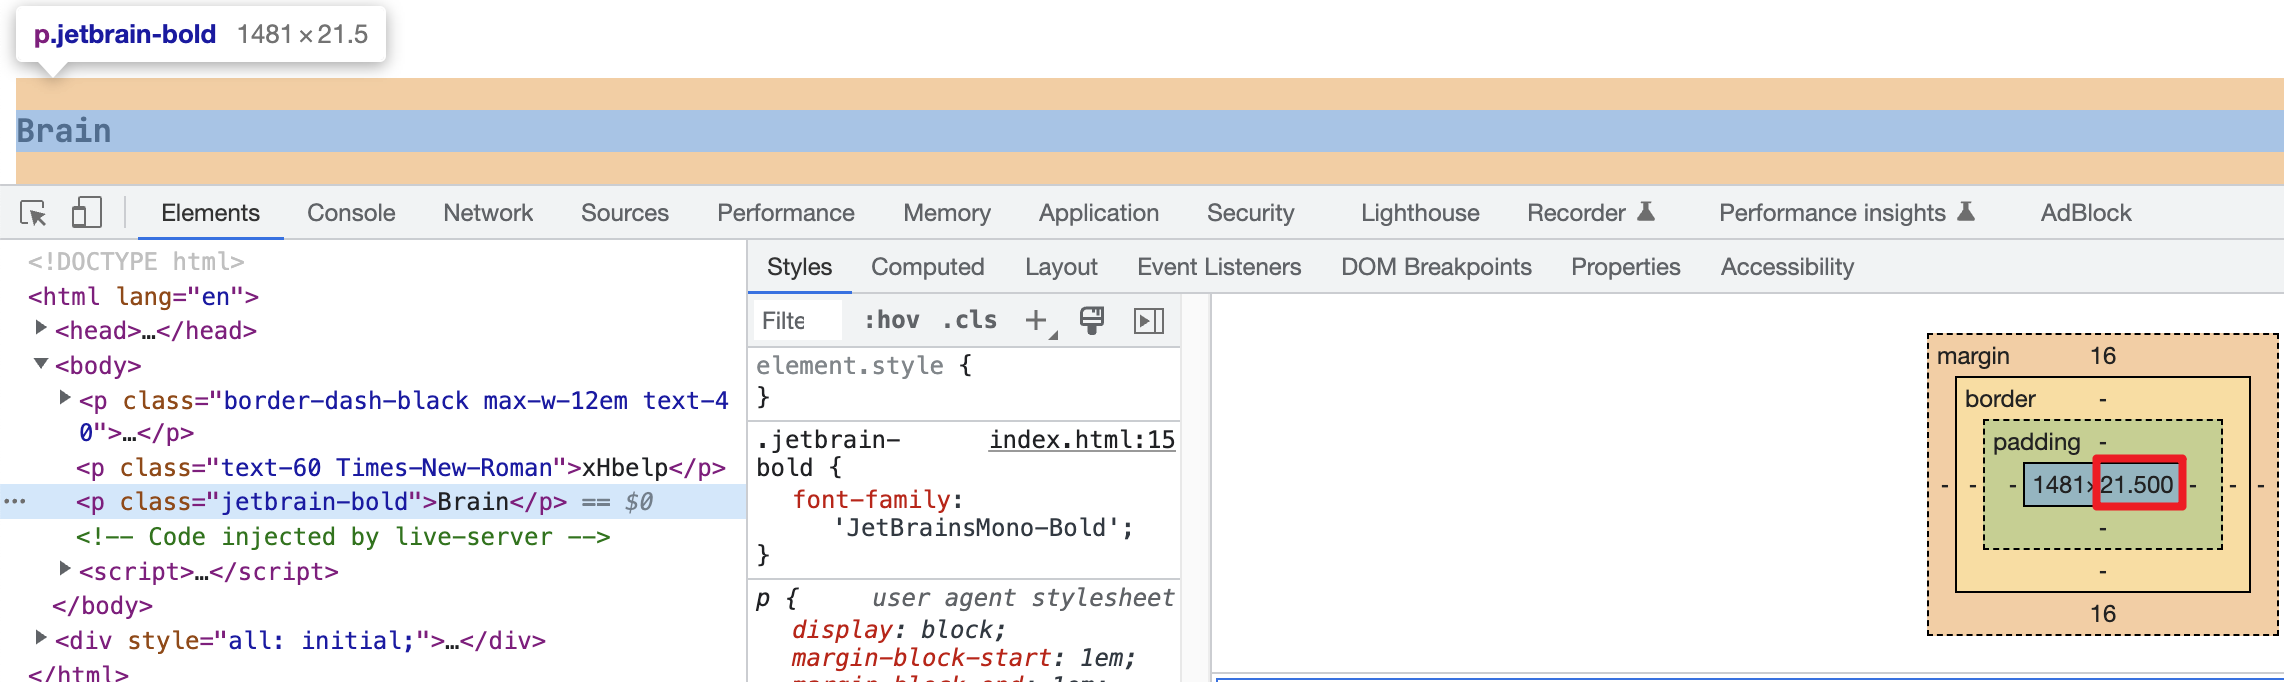 p.jetbrain-bold 1481 × 21.5
Brain
Elements Console Network Sources Performance Memory Application Security Lighthouse Recorder Performance insights AdBlock
<!DOCTYPE html>
<html lang="en">
<head>…</head>
<body>
<p class="border-dash-black max-w-12em text-4
0">…</p>
<p class="text-60 Times-New-Roman">xHbelp</p>
<p class="jetbrain-bold">Brain</p> == $0
<!-- Code injected by live-server -->
<script>…</script>
</body>
<div style="all: initial;">…</div>
</html>
Styles Computed Layout Event Listeners DOM Breakpoints Properties Accessibility
Filte :hov .cls +
element.style {
}
.jetbrain- index.html:15
bold {
font-family:
'JetBrainsMono-Bold';
}
p { user agent stylesheet
display: block;
margin-block-start: 1em;
margin-block-end: 1em;
margin 16
border -
padding -
- - - 1481×21.500 - - -
-
-
16